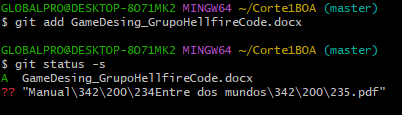 GLOBALPRO@DESKTOP-8O71MK2 MINGW64 ~/Corte1BOA (master)
$ git add GameDesing_GrupoHellfireCode.docx
GLOBALPRO@DESKTOP-8O71MK2 MINGW64 ~/Corte1BOA (master)
$ git status -s
A  GameDesing_GrupoHellfireCode.docx
?? "Manual\342\200\234Entre dos mundos\342\200\235.pdf"